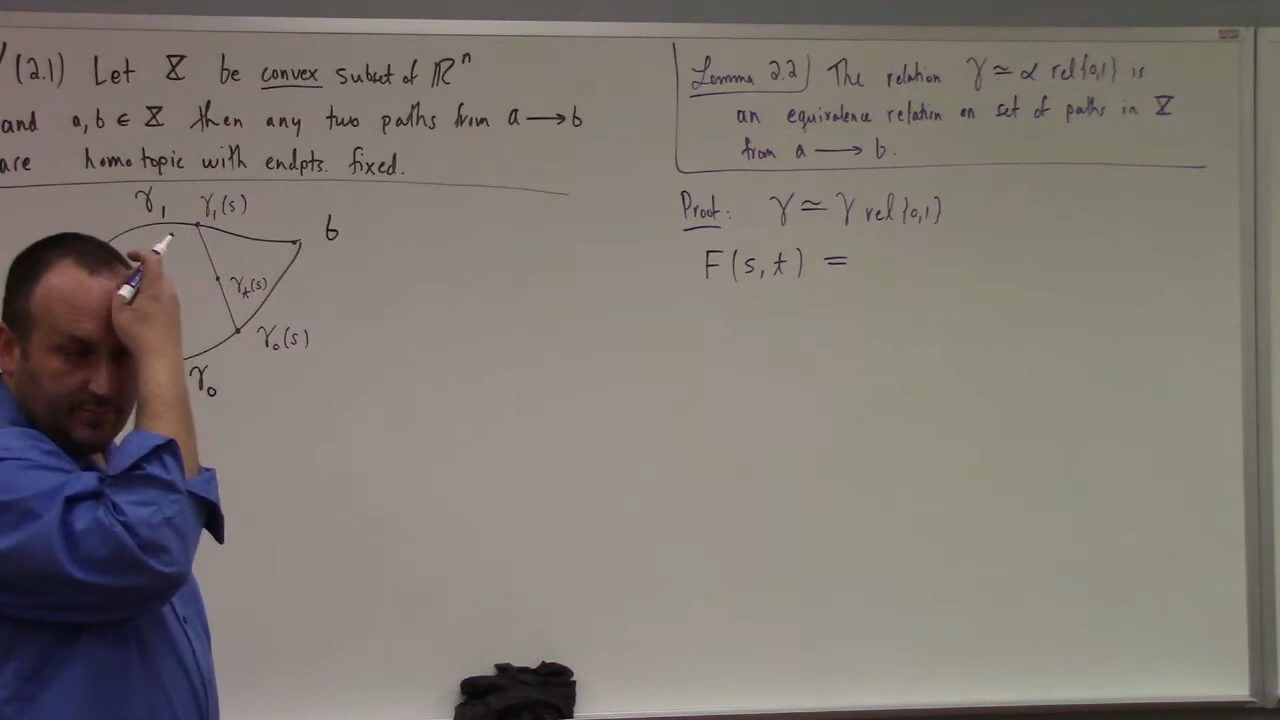 (2.1) Let X be convex subset of ℝⁿ
and a, b ∈ X then any two paths from a ⟶ b
are homotopic with endpts. fixed.
γ₁ γ₁(s)
b
γₜ(s)
γ₀(s)
γ₀
Lemma 2.2) The relation γ ≃ α rel{0,1} is
an equivalence relation on set of paths in X
from a ⟶ b.
Proof: γ ≃ γ rel{0,1}
F(s, t) =